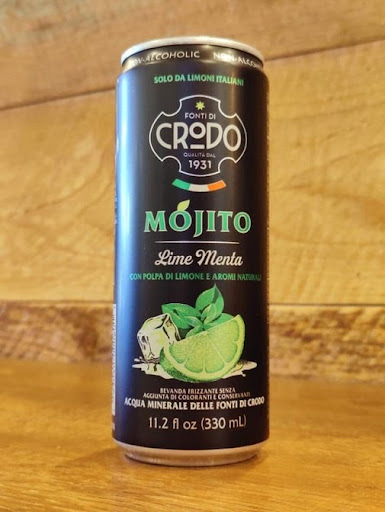 NON-ALCOHOLIC NON-ALCO
SOLO DA LIMONI ITALIANI
FONTI DI
CRODO
QUALITÀ DAL
1931
MOJITO
Lime Menta
CON POLPA DI LIMONE E AROMI NATURALI
BEVANDA FRIZZANTE SENZA
AGGIUNTA DI COLORANTI E CONSERVANTI
ACQUA MINERALE DELLE FONTI DI CRODO
11.2 fl oz (330 mL)